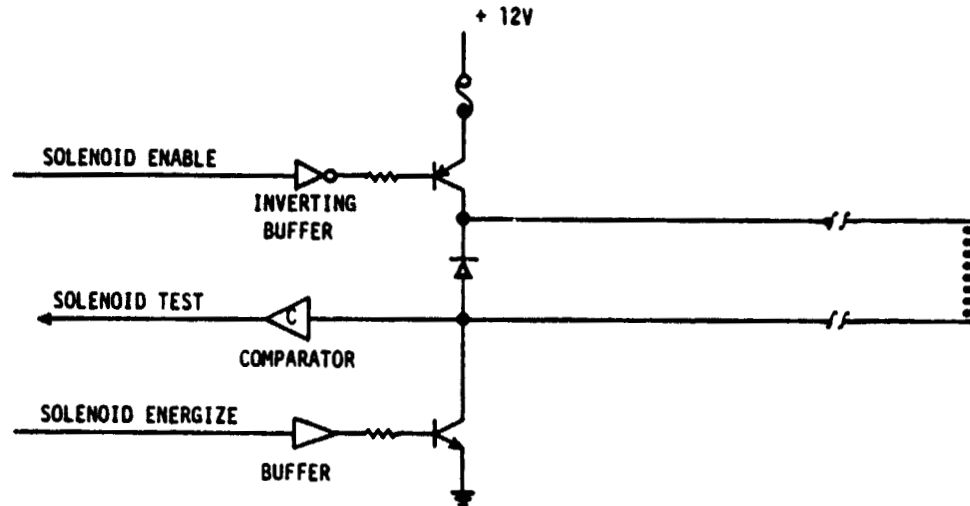 + 12V
SOLENOID ENABLE
INVERTING
BUFFER
SOLENOID TEST
C
COMPARATOR
SOLENOID ENERGIZE
BUFFER